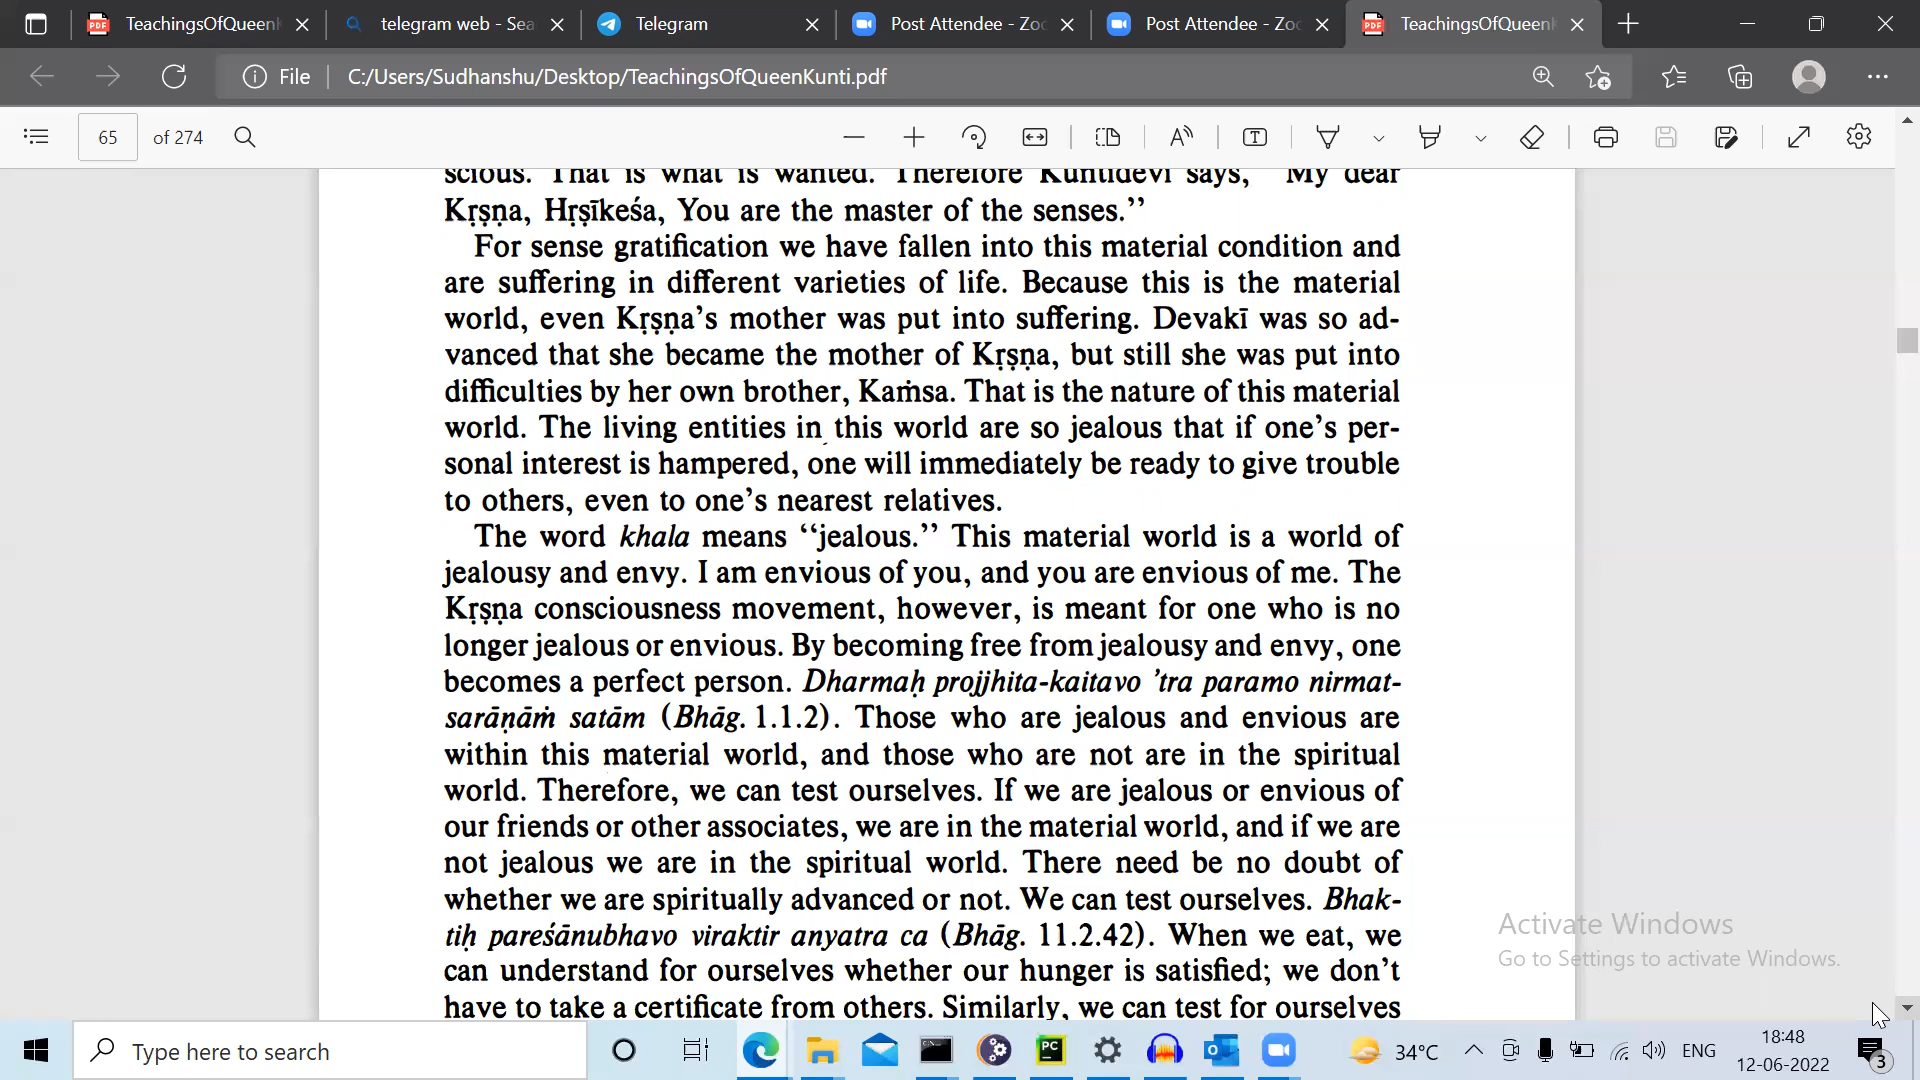 TeachingsOfQueenK
telegram web - Sea
Telegram
Post Attendee - Zoo
Post Attendee - Zoo
TeachingsOfQueenK
File
C:/Users/Sudhanshu/Desktop/TeachingsOfQueenKunti.pdf
65 of 274
scious. That is what is wanted. Therefore Kuntīdevī says, “My dear
Kṛṣṇa, Hṛṣīkeśa, You are the master of the senses.’’
For sense gratification we have fallen into this material condition and
are suffering in different varieties of life. Because this is the material
world, even Kṛṣṇa’s mother was put into suffering. Devakī was so ad-
vanced that she became the mother of Kṛṣṇa, but still she was put into
difficulties by her own brother, Kaṁsa. That is the nature of this material
world. The living entities in this world are so jealous that if one’s per-
sonal interest is hampered, one will immediately be ready to give trouble
to others, even to one’s nearest relatives.
The word khala means ‘‘jealous.’’ This material world is a world of
jealousy and envy. I am envious of you, and you are envious of me. The
Kṛṣṇa consciousness movement, however, is meant for one who is no
longer jealous or envious. By becoming free from jealousy and envy, one
becomes a perfect person. Dharmaḥ projjhita-kaitavo ’tra paramo nirmat-
sarāṇāṁ satām (Bhāg. 1.1.2). Those who are jealous and envious are
within this material world, and those who are not are in the spiritual
world. Therefore, we can test ourselves. If we are jealous or envious of
our friends or other associates, we are in the material world, and if we are
not jealous we are in the spiritual world. There need be no doubt of
whether we are spiritually advanced or not. We can test ourselves. Bhak-
tiḥ pareśānubhavo viraktir anyatra ca (Bhāg. 11.2.42). When we eat, we
can understand for ourselves whether our hunger is satisfied; we don’t
have to take a certificate from others. Similarly, we can test for ourselves
Activate Windows
Go to Settings to activate Windows.
Type here to search
PC
34°C
ENG
18:48
12-06-2022
3